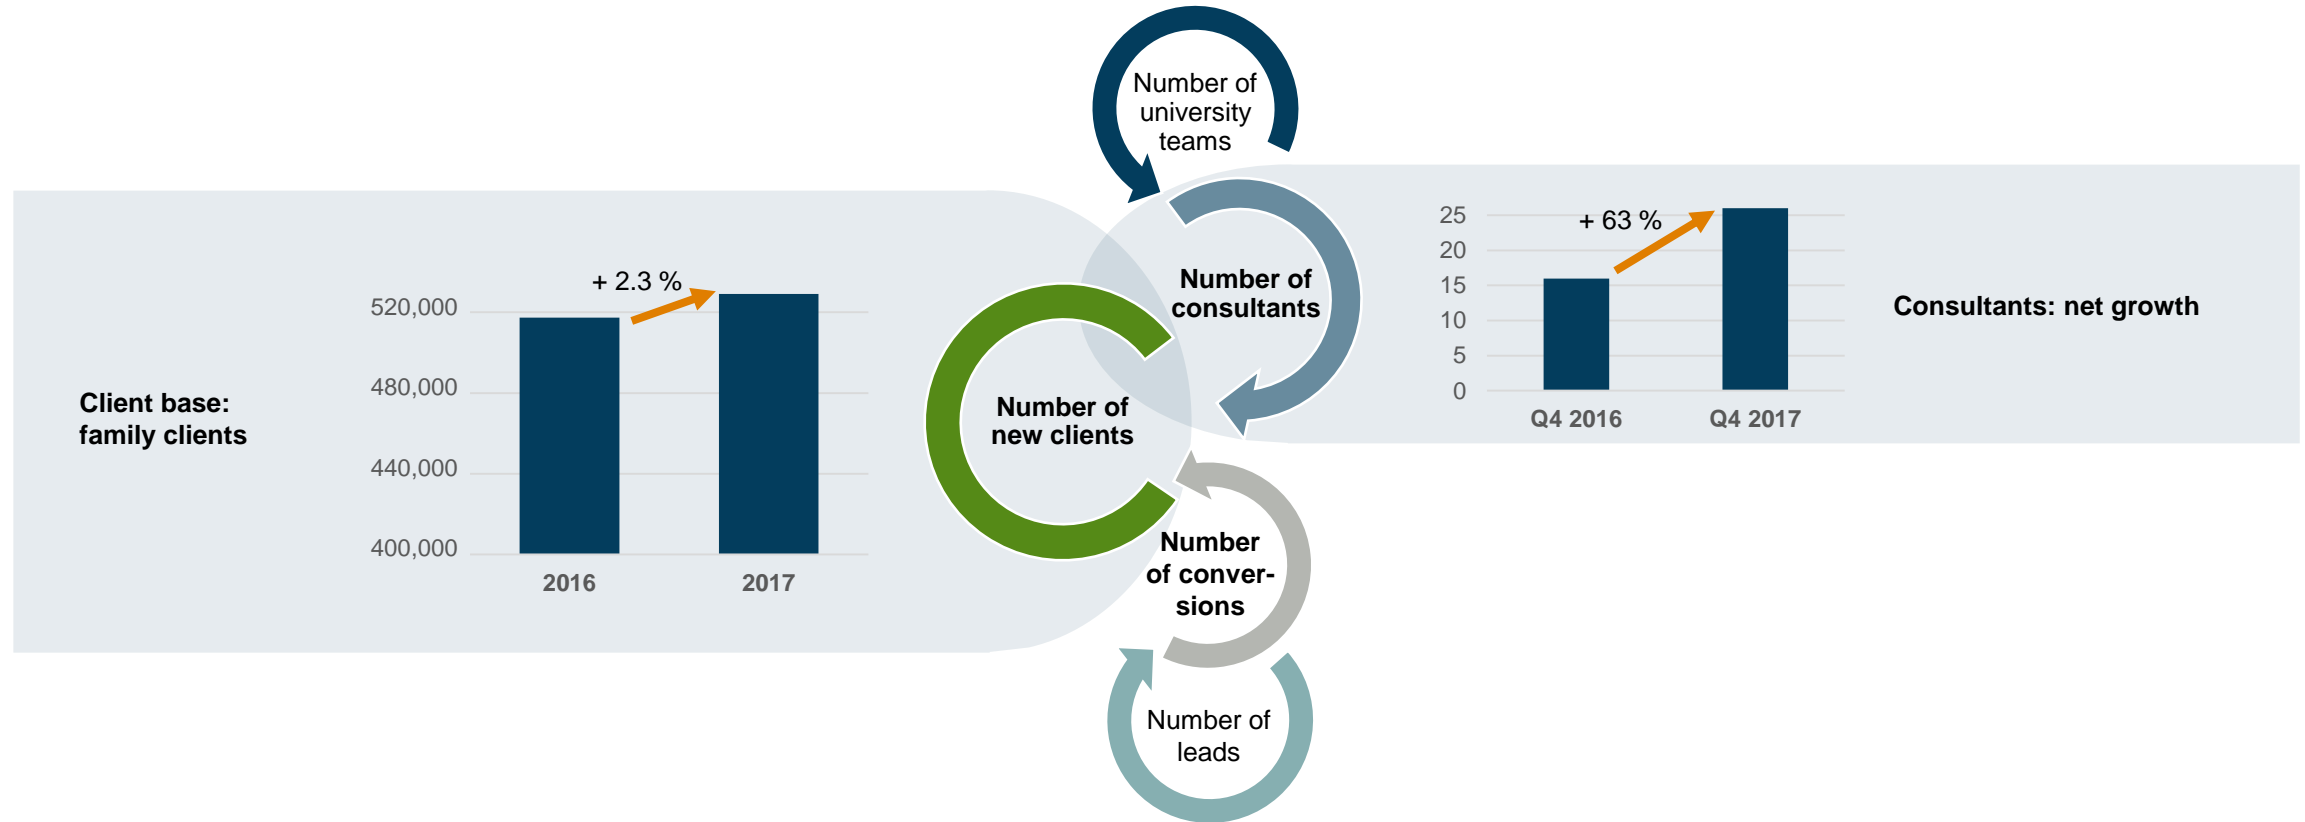 Client base:
family clients
+ 2.3 %
520,000
480,000
440,000
400,000
2016
2017
Number of
university
teams
Number of
consultants
Number of
new clients
Number
of conver-
sions
Number of
leads
+ 63 %
25
20
15
10
5
0
Q4 2016
Q4 2017
Consultants: net growth